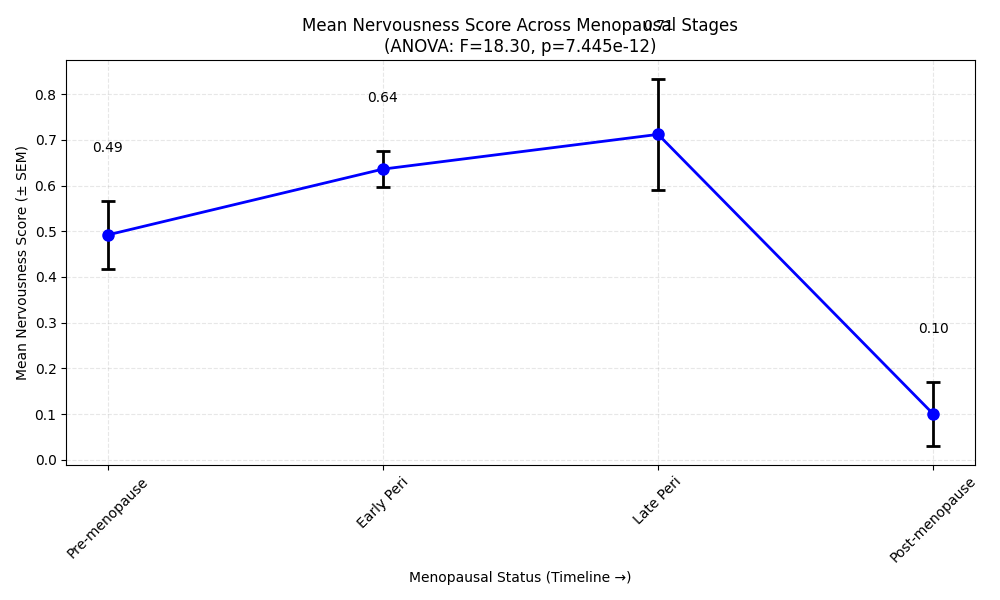 Mean Nervousness Score Across Menopausal Stages
(ANOVA: F=18.30, p=7.445e-12)
0.71
0.49
0.64
0.10
Mean Nervousness Score (± SEM)
0.8
0.7
0.6
0.5
0.4
0.3
0.2
0.1
0.0
Pre-menopause
Early Peri
Late Peri
Post-menopause
Menopausal Status (Timeline →)